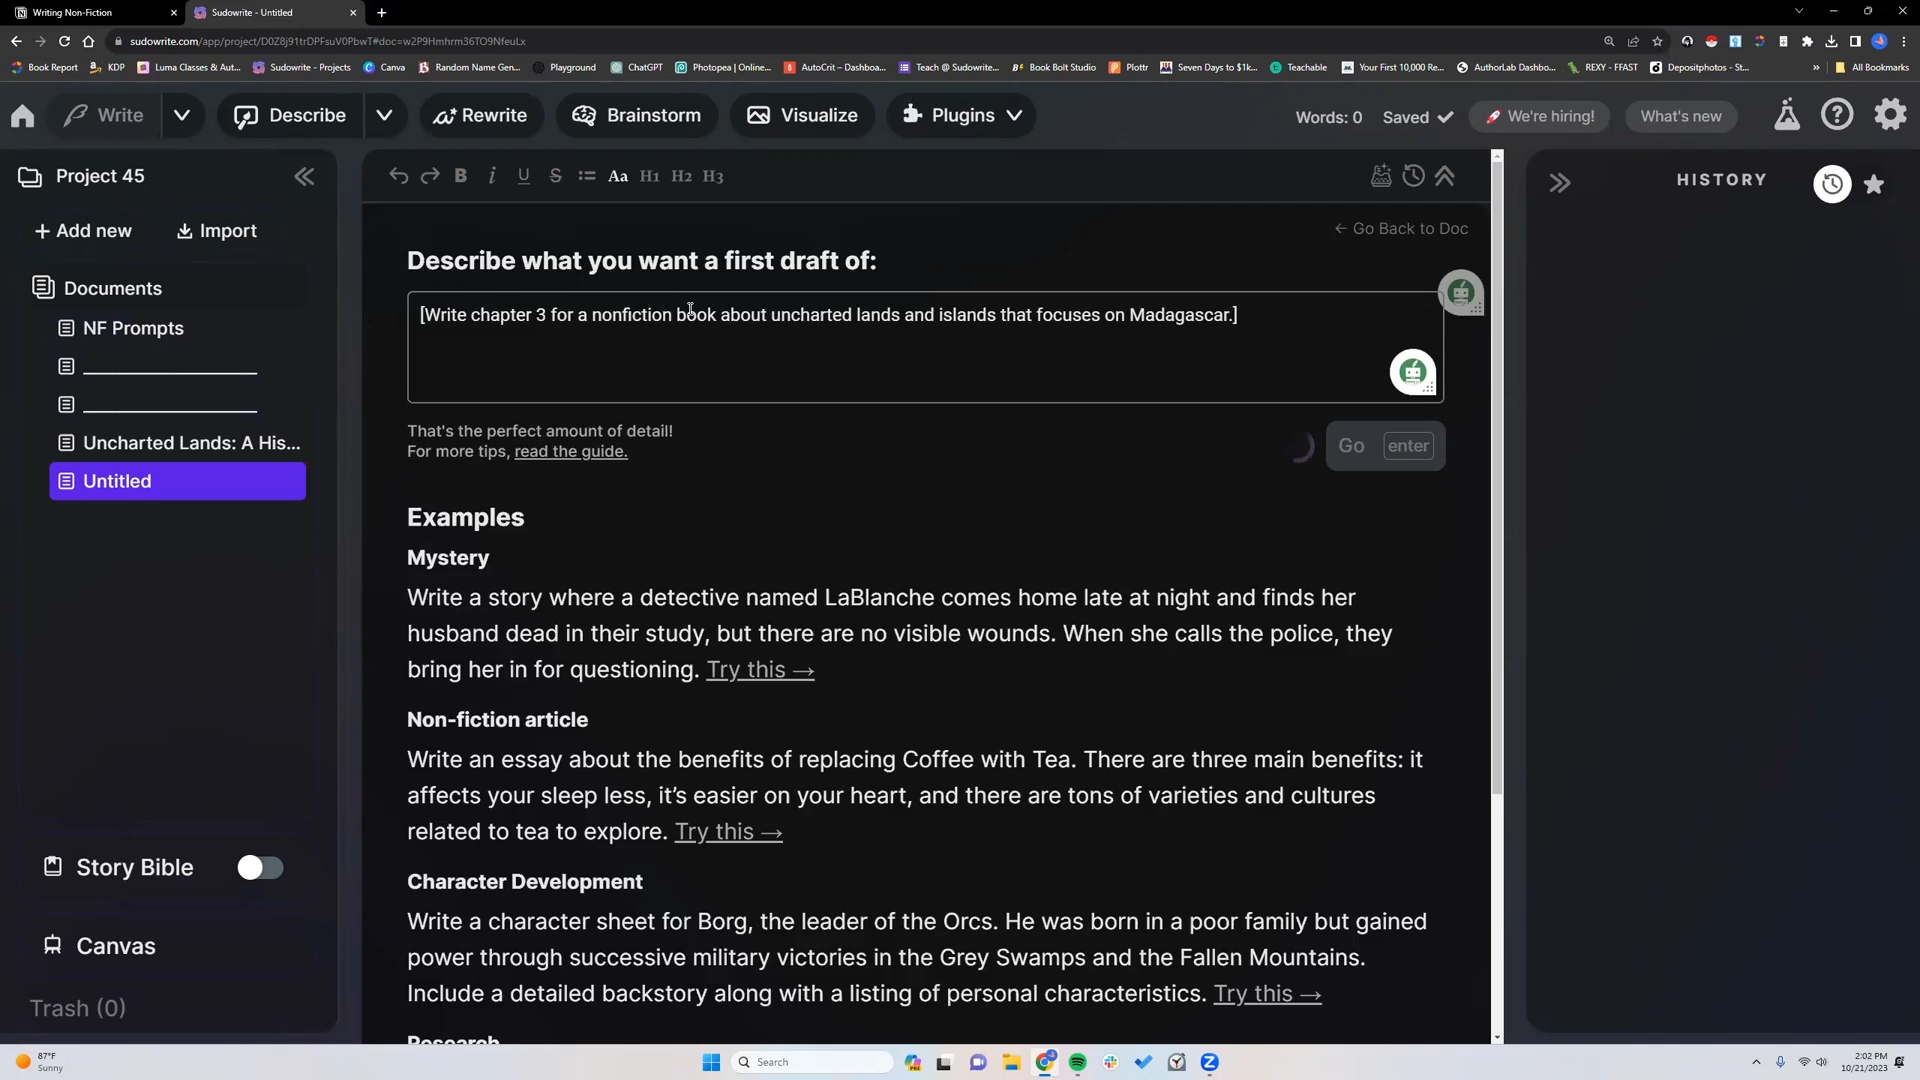 Writing Non-Fiction
Sudowrite - Untitled
sudowrite.com/app/project/D0Z8j91trDPFsuV0PbwT#doc=w2P9Hmhrm36TO9NfeuLx
Book Report
KDP
Luma Classes & Aut...
Sudowrite - Projects
Canva
Random Name Gen...
Playground
ChatGPT
Photopea | Online...
AutoCrit – Dashboa...
Teach @ Sudowrite...
Book Bolt Studio
Plottr
Seven Days to $1k...
Teachable
Your First 10,000 Re...
AuthorLab Dashbo...
REXY - FFAST
Depositphotos - St...
»
All Bookmarks
Write
Describe
Rewrite
Brainstorm
Visualize
Plugins
Words: 0
Saved
We're hiring!
What's new
Project 45
B i U S Aa H1 H2 H3
HISTORY
+ Add new
Import
← Go Back to Doc
Describe what you want a first draft of:
Documents
[Write chapter 3 for a nonfiction book about uncharted lands and islands that focuses on Madagascar.]
NF Prompts
Uncharted Lands: A His...
Untitled
That's the perfect amount of detail!
For more tips, read the guide.
Go enter
Examples
Mystery
Write a story where a detective named LaBlanche comes home late at night and finds her
husband dead in their study, but there are no visible wounds. When she calls the police, they
bring her in for questioning. Try this →
Non-fiction article
Write an essay about the benefits of replacing Coffee with Tea. There are three main benefits: it
affects your sleep less, it’s easier on your heart, and there are tons of varieties and cultures
related to tea to explore. Try this →
Character Development
Write a character sheet for Borg, the leader of the Orcs. He was born in a poor family but gained
power through successive military victories in the Grey Swamps and the Fallen Mountains.
Include a detailed backstory along with a listing of personal characteristics. Try this →
Research
Story Bible
Canvas
Trash (0)
87°F
Sunny
Search
2:02 PM
10/21/2023